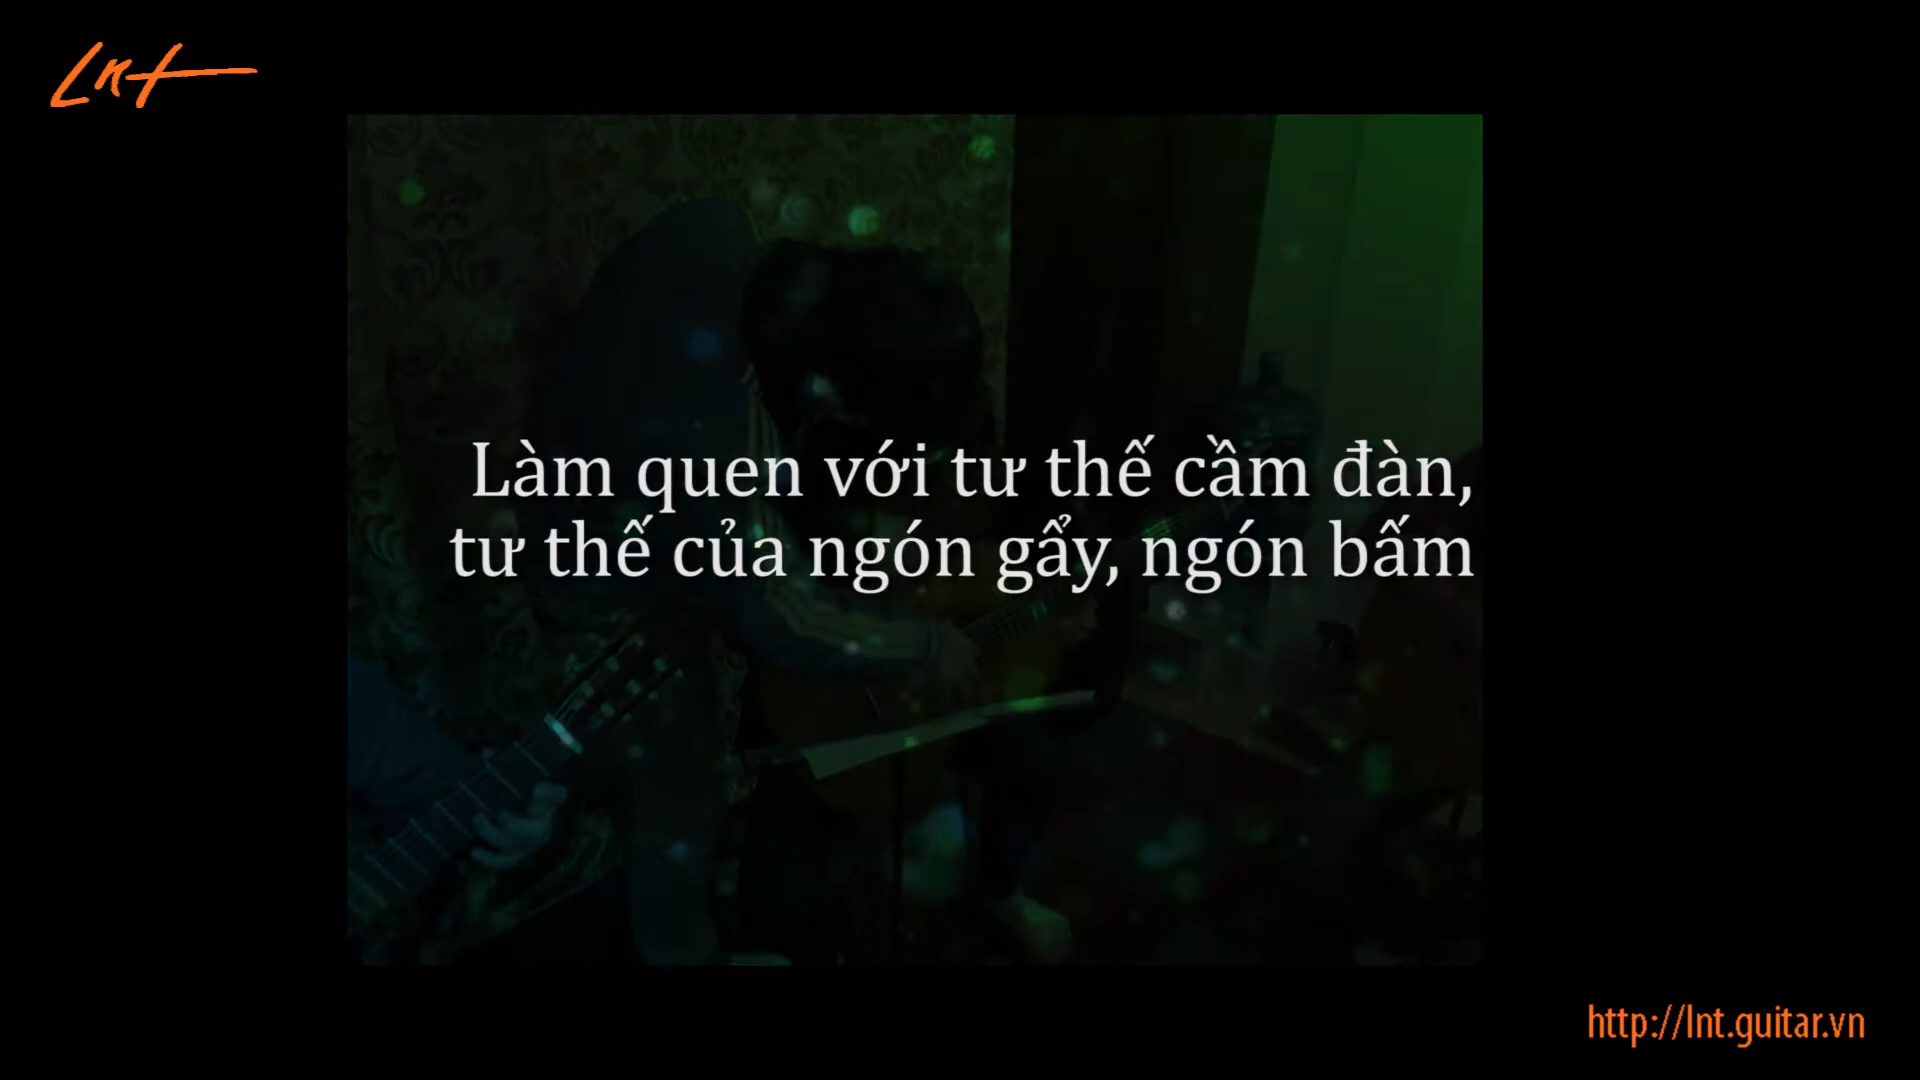 Lnt
Làm quen với tư thế cầm đàn,
tư thế của ngón gẩy, ngón bấm
http://lnt.guitar.vn